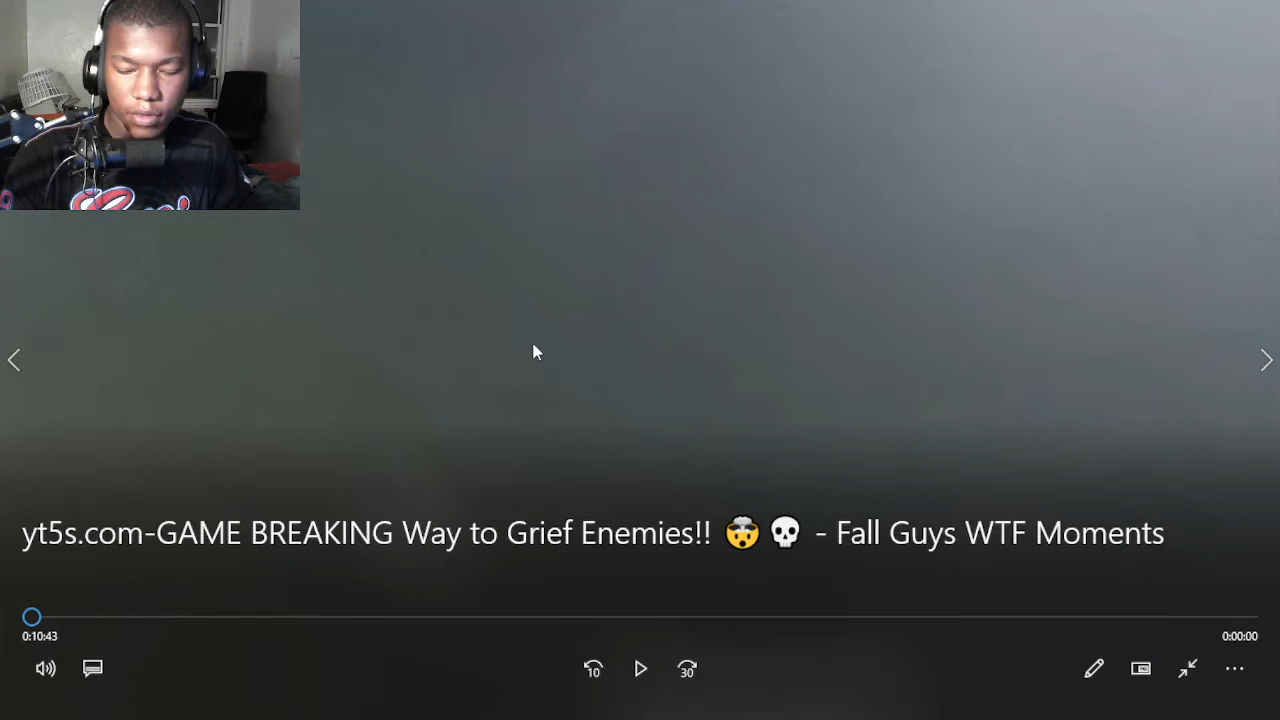 yt5s.com-GAME BREAKING Way to Grief Enemies!! 🤯💀 - Fall Guys WTF Moments
0:10:43
0:00:00
10
30